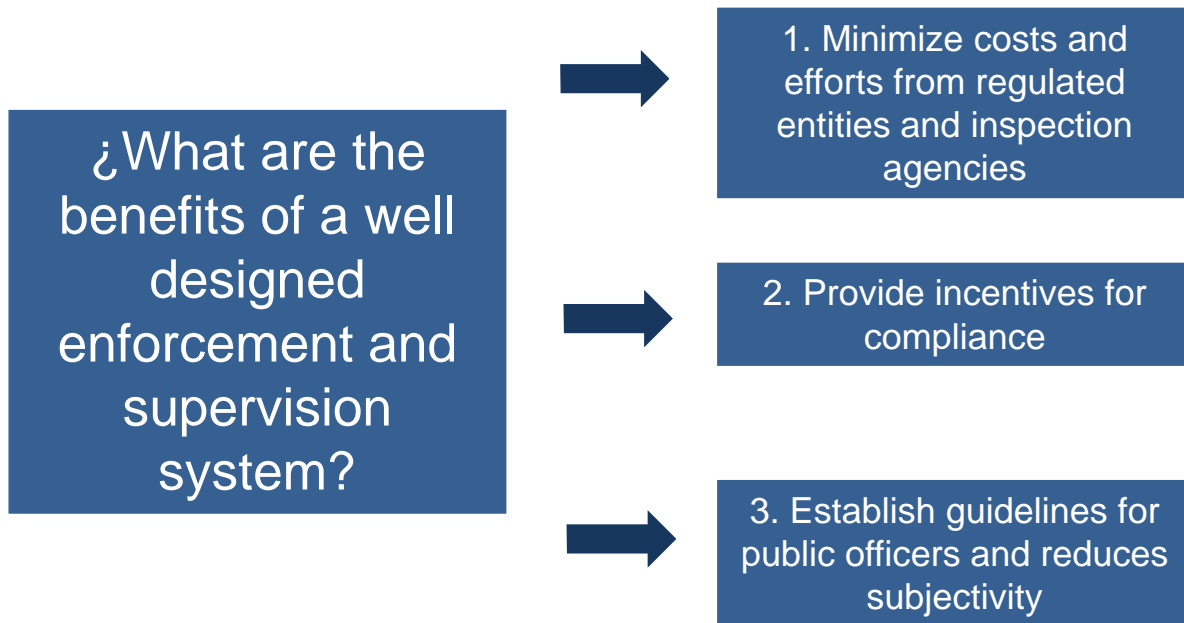 ¿What are the
benefits of a well
designed
enforcement and
supervision
system?
1. Minimize costs and
efforts from regulated
entities and inspection
agencies
2. Provide incentives for
compliance
3. Establish guidelines for
public officers and reduces
subjectivity